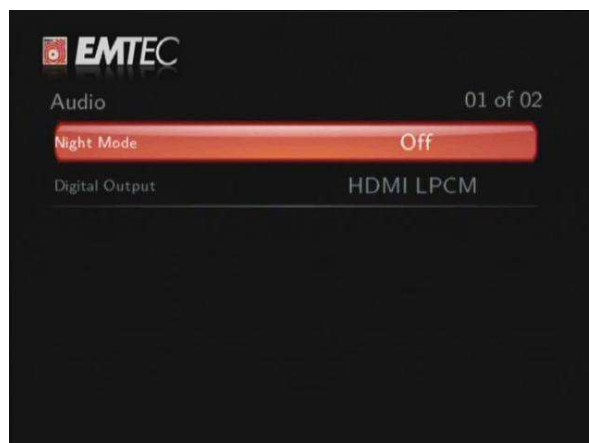 EMTEC
Audio 01 of 02
Night Mode Off
Digital Output HDMI LPCM